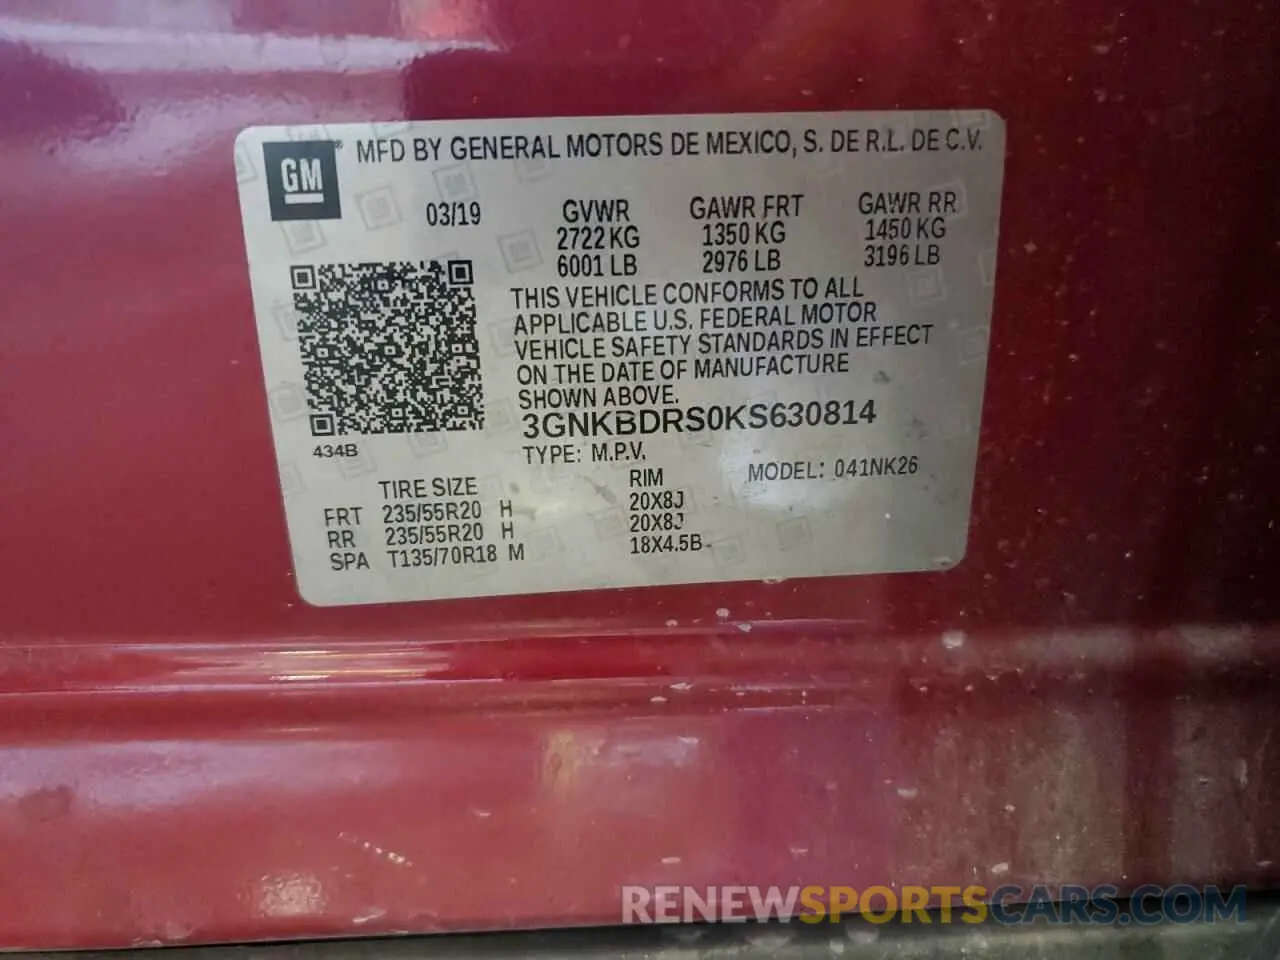 GM® MFD BY GENERAL MOTORS DE MEXICO, S. DE R.L. DE C.V.
03/19 GVWR GAWR FRT GAWR RR
2722 KG 1350 KG 1450 KG
6001 LB 2976 LB 3196 LB
THIS VEHICLE CONFORMS TO ALL
APPLICABLE U.S. FEDERAL MOTOR
VEHICLE SAFETY STANDARDS IN EFFECT
ON THE DATE OF MANUFACTURE
SHOWN ABOVE.
3GNKBDRS0KS630814
434B
TYPE: M.P.V. MODEL: 041NK26
TIRE SIZE RIM
FRT 235/55R20 H 20X8J
RR 235/55R20 H 20X8J
SPA T135/70R18 M 18X4.5B
RENEWSPORTSCARS.COM